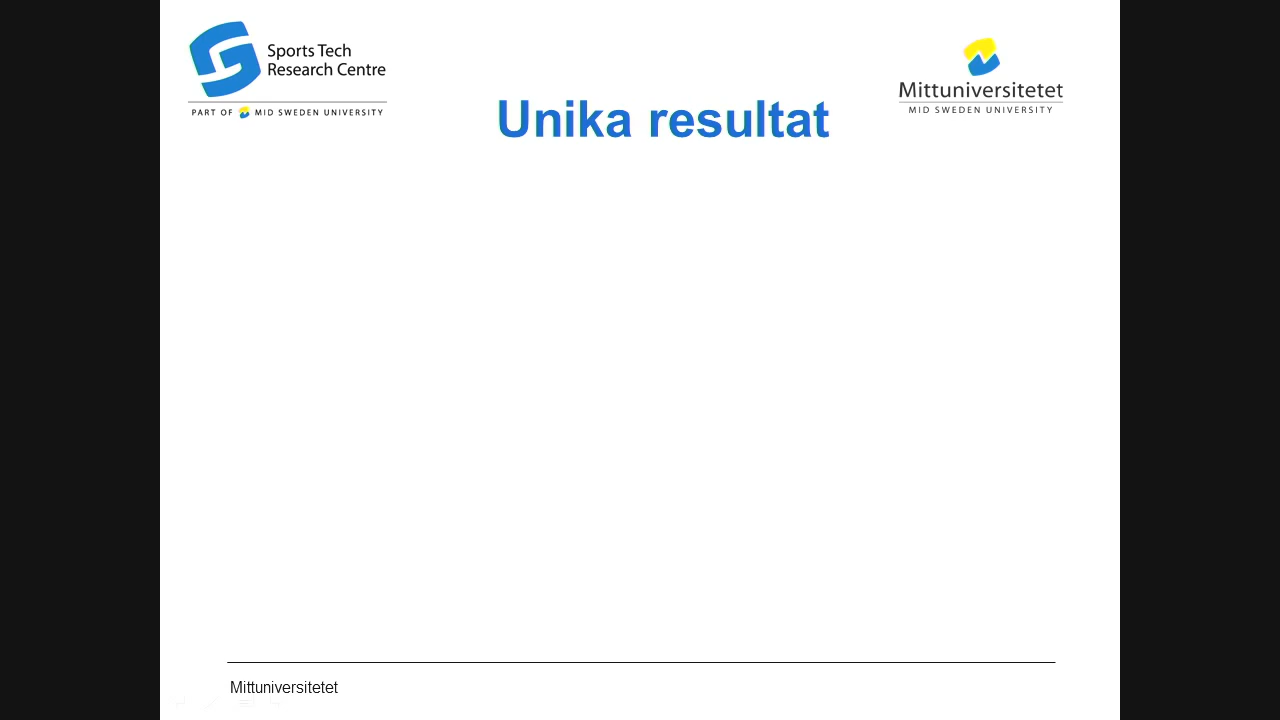 Sports Tech
Research Centre
PART OF MID SWEDEN UNIVERSITY
Mittuniversitetet
MID SWEDEN UNIVERSITY
Unika resultat
Mittuniversitetet